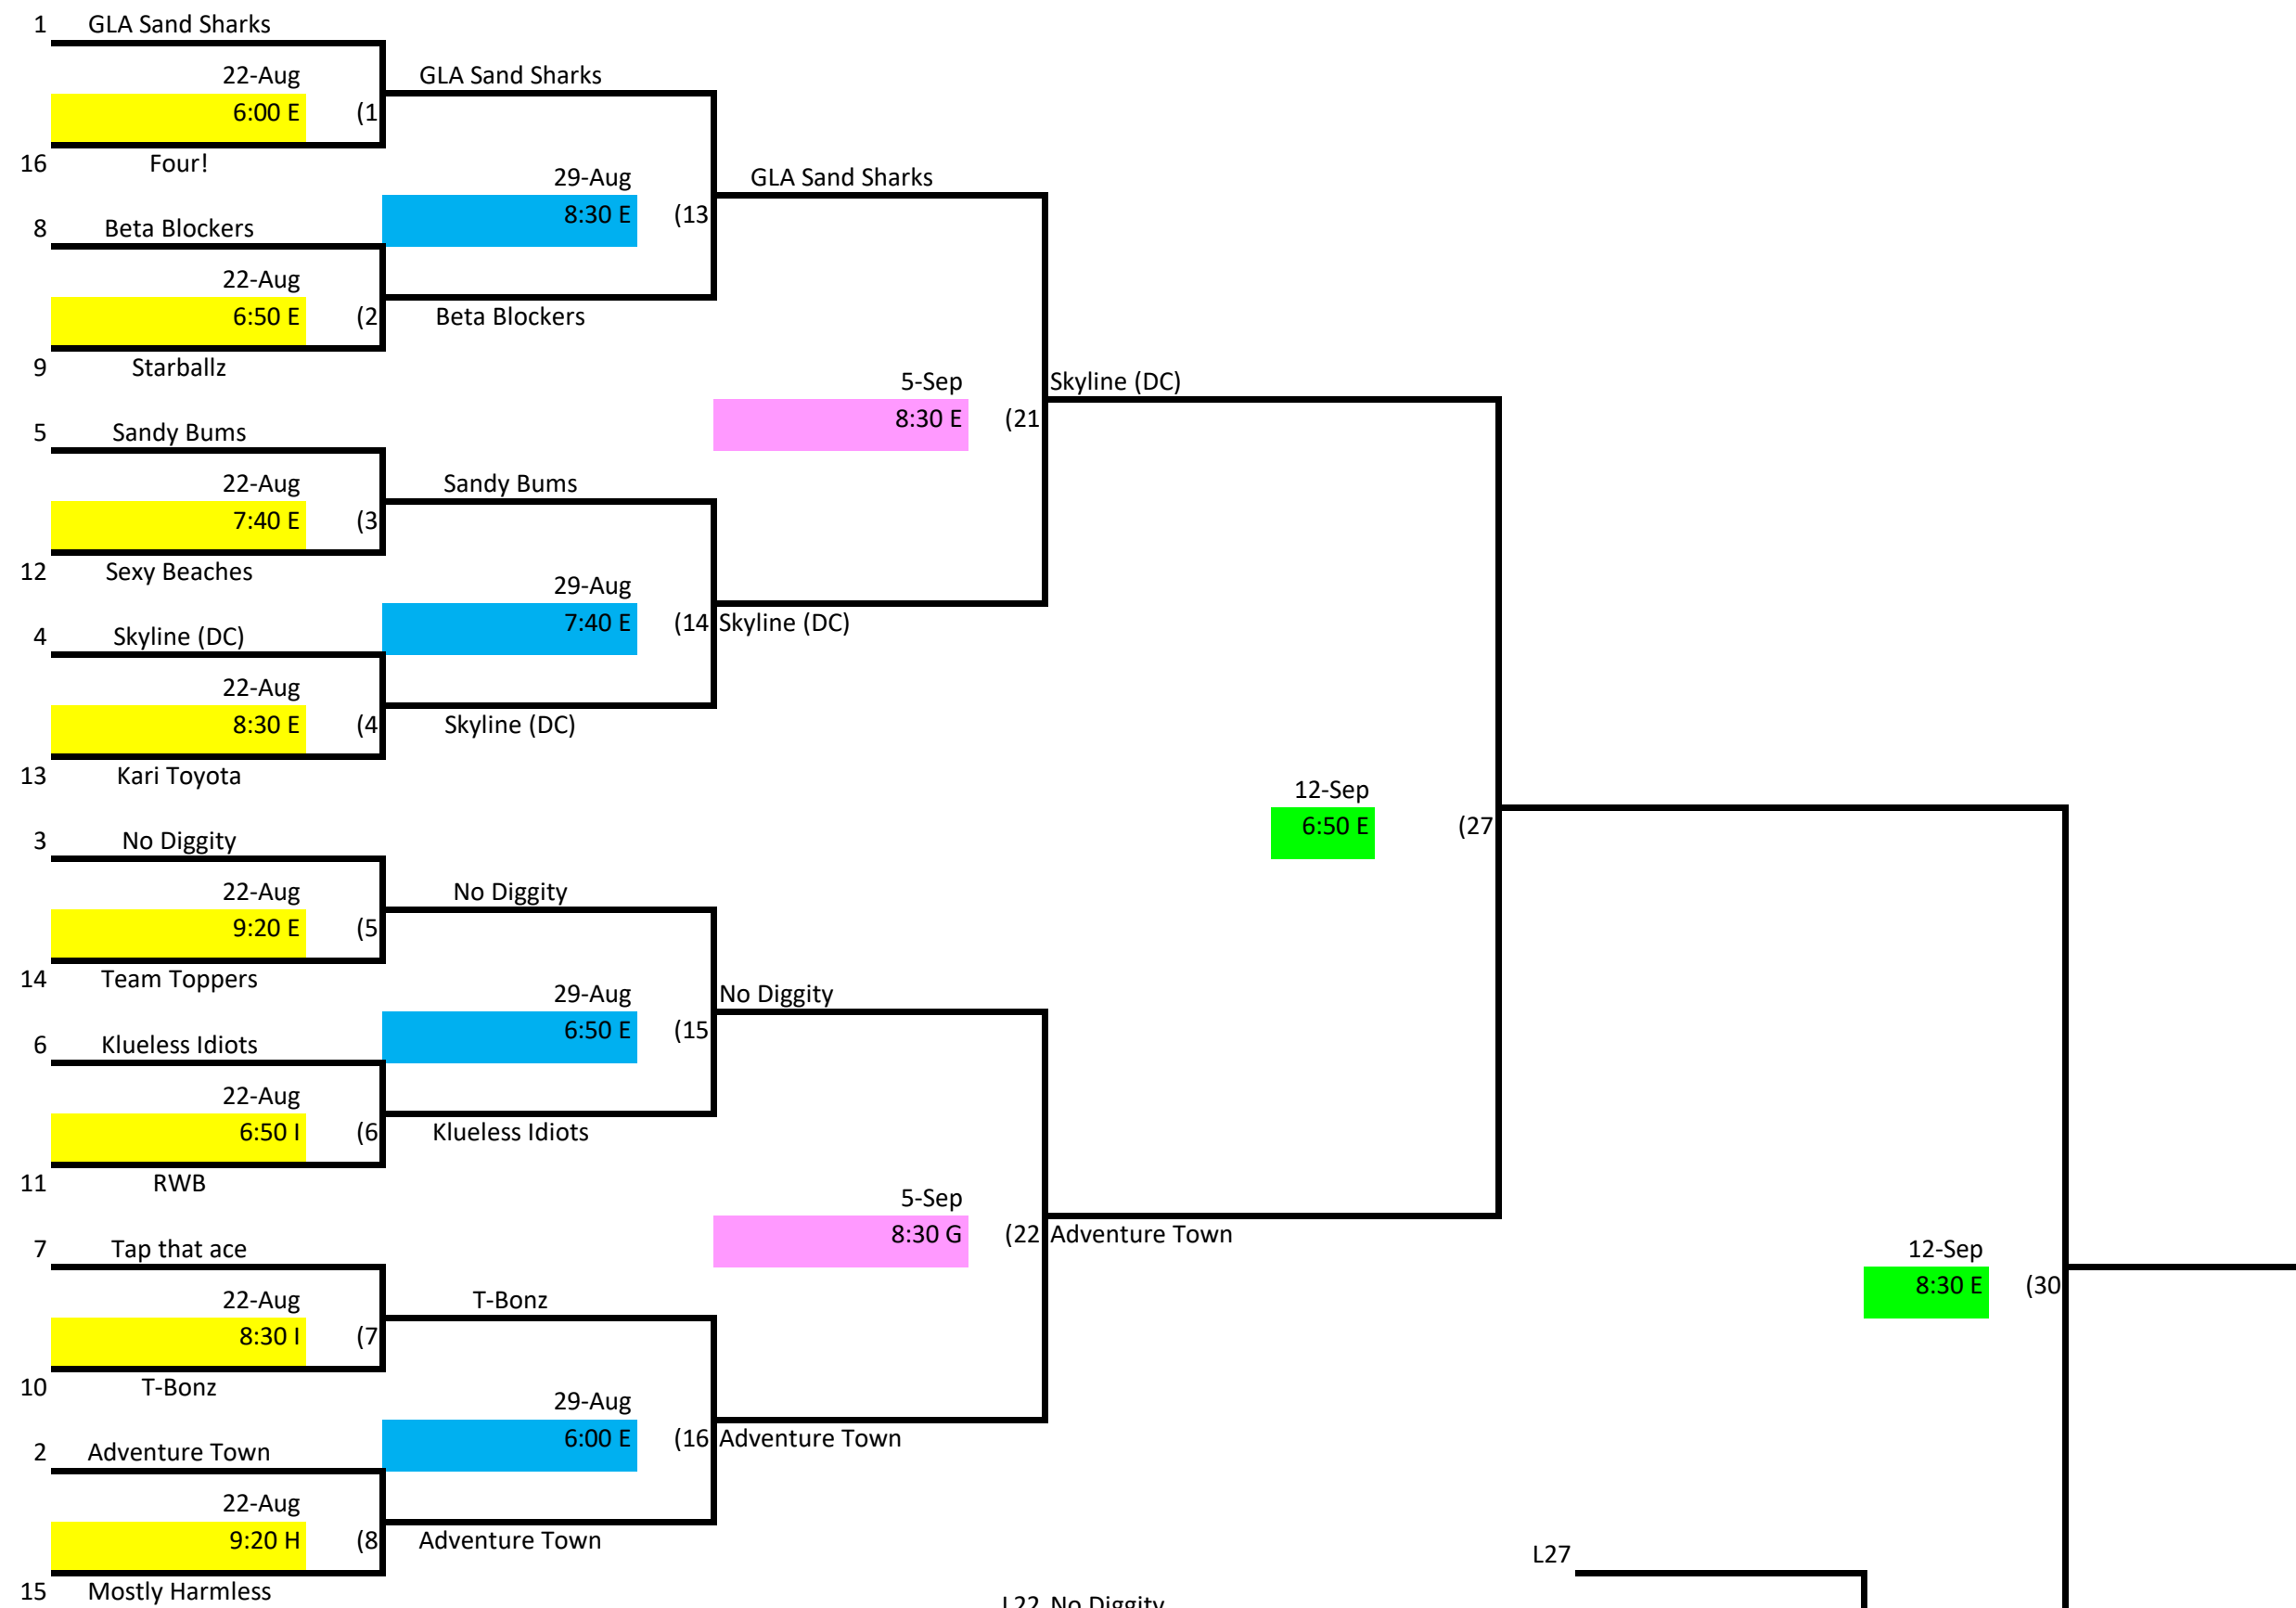 1 GLA Sand Sharks
22-Aug GLA Sand Sharks
6:00 E (1
16 Four!
29-Aug GLA Sand Sharks
8:30 E (13
8 Beta Blockers
22-Aug
6:50 E (2 Beta Blockers
9 Starballz
5-Sep Skyline (DC)
8:30 E (21
5 Sandy Bums
22-Aug Sandy Bums
7:40 E (3
12 Sexy Beaches
29-Aug
7:40 E (14 Skyline (DC)
4 Skyline (DC)
22-Aug
8:30 E (4 Skyline (DC)
13 Kari Toyota
12-Sep
6:50 E (27
3 No Diggity
22-Aug No Diggity
9:20 E (5
14 Team Toppers
29-Aug No Diggity
6:50 E (15
6 Klueless Idiots
22-Aug
6:50 I (6 Klueless Idiots
11 RWB
5-Sep
8:30 G (22 Adventure Town
7 Tap that ace
12-Sep
8:30 E (30
22-Aug T-Bonz
8:30 I (7
10 T-Bonz
29-Aug
6:00 E (16 Adventure Town
2 Adventure Town
22-Aug
9:20 H (8 Adventure Town
L27
15 Mostly Harmless
L22 No Diggity